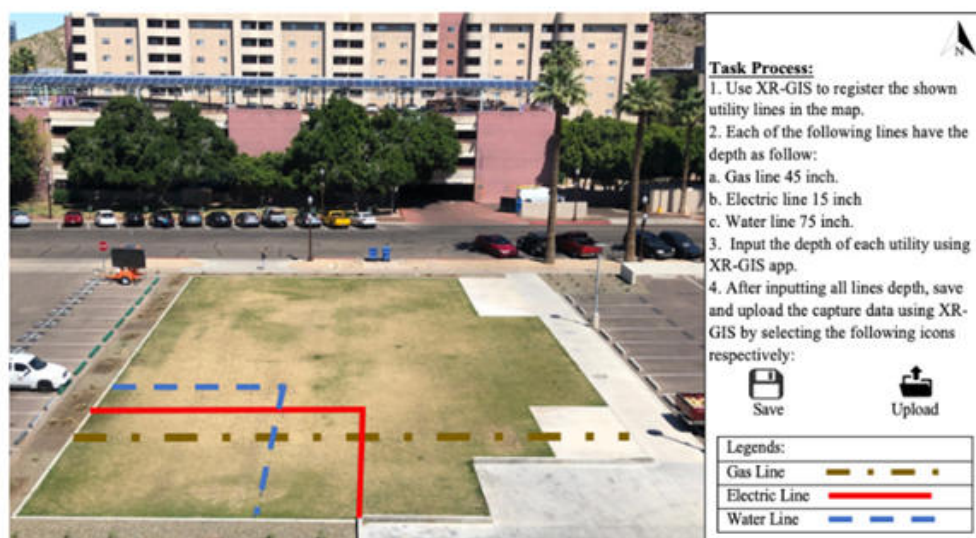 N
Task Process:
1. Use XR-GIS to register the shown
utility lines in the map.
2. Each of the following lines have the
depth as follow:
a. Gas line 45 inch.
b. Electric line 15 inch
c. Water line 75 inch.
3. Input the depth of each utility using
XR-GIS app.
4. After inputting all lines depth, save
and upload the capture data using XR-
GIS by selecting the following icons
respectively:
Save Upload
Legends:
Gas Line
Electric Line
Water Line